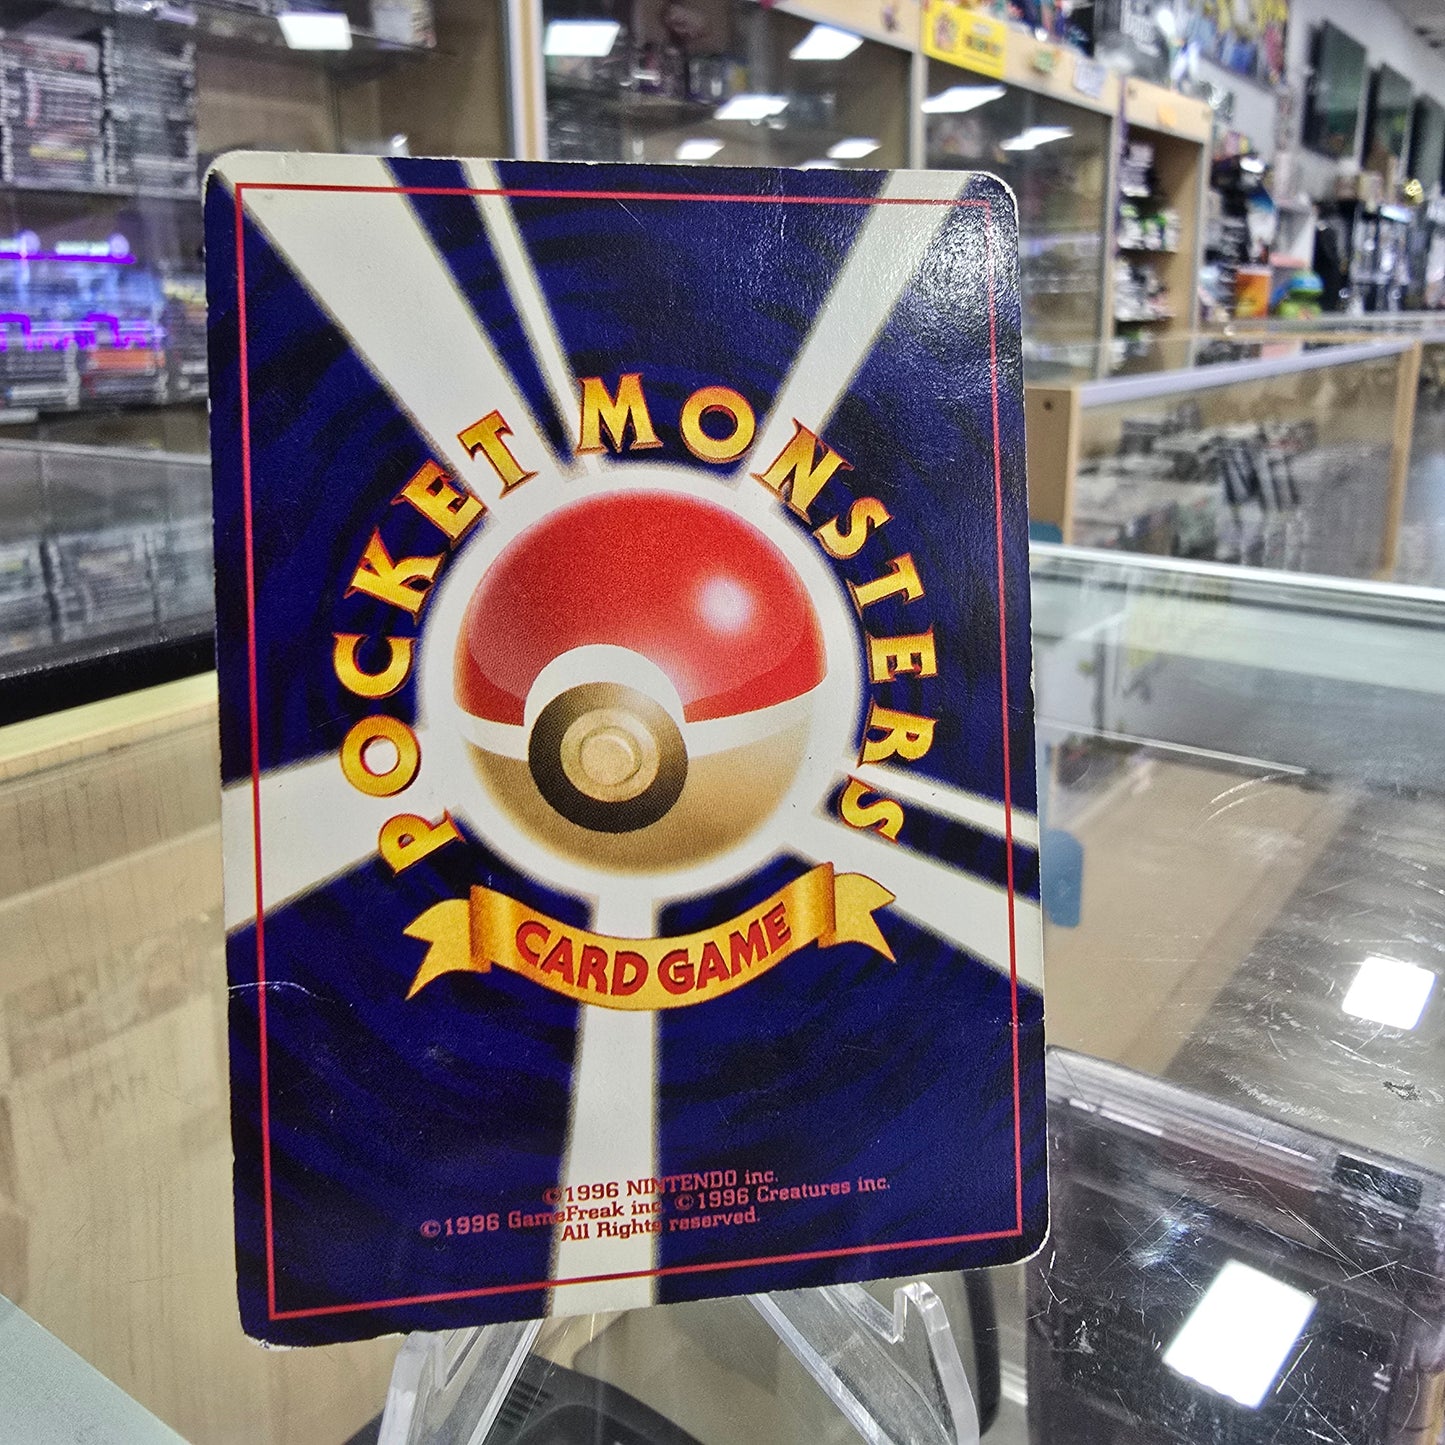 POCKET MONSTERS
CARD GAME
©1996 NINTENDO inc.
©1996 GameFreak inc. ©1996 Creatures inc.
All Rights reserved.